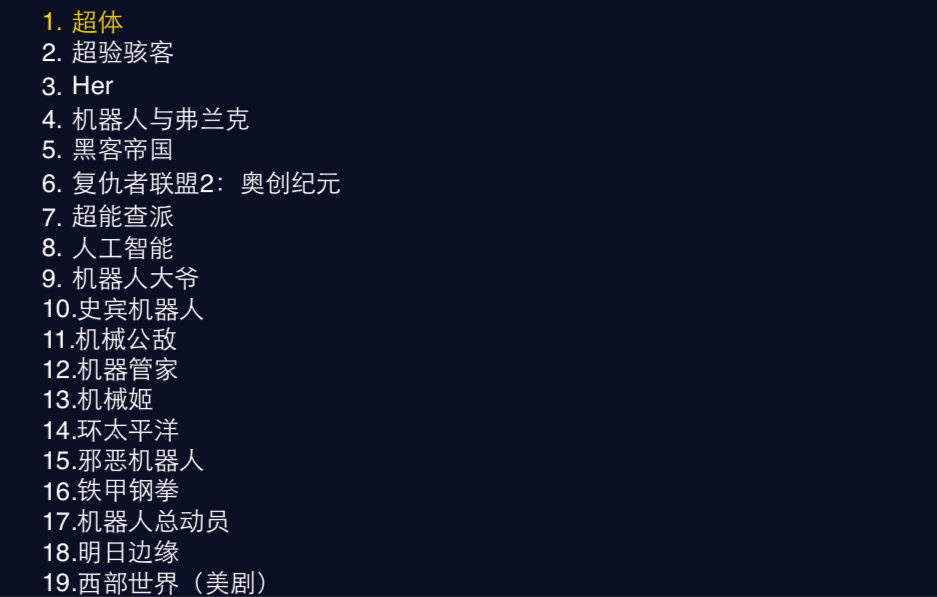 1. 超体
2. 超验骇客
3. Her
4. 机器人与弗兰克
5. 黑客帝国
6. 复仇者联盟2：奥创纪元
7. 超能查派
8. 人工智能
9. 机器人大爷
10.史宾机器人
11.机械公敌
12.机器管家
13.机械姬
14.环太平洋
15.邪恶机器人
16.铁甲钢拳
17.机器人总动员
18.明日边缘
19.西部世界（美剧）